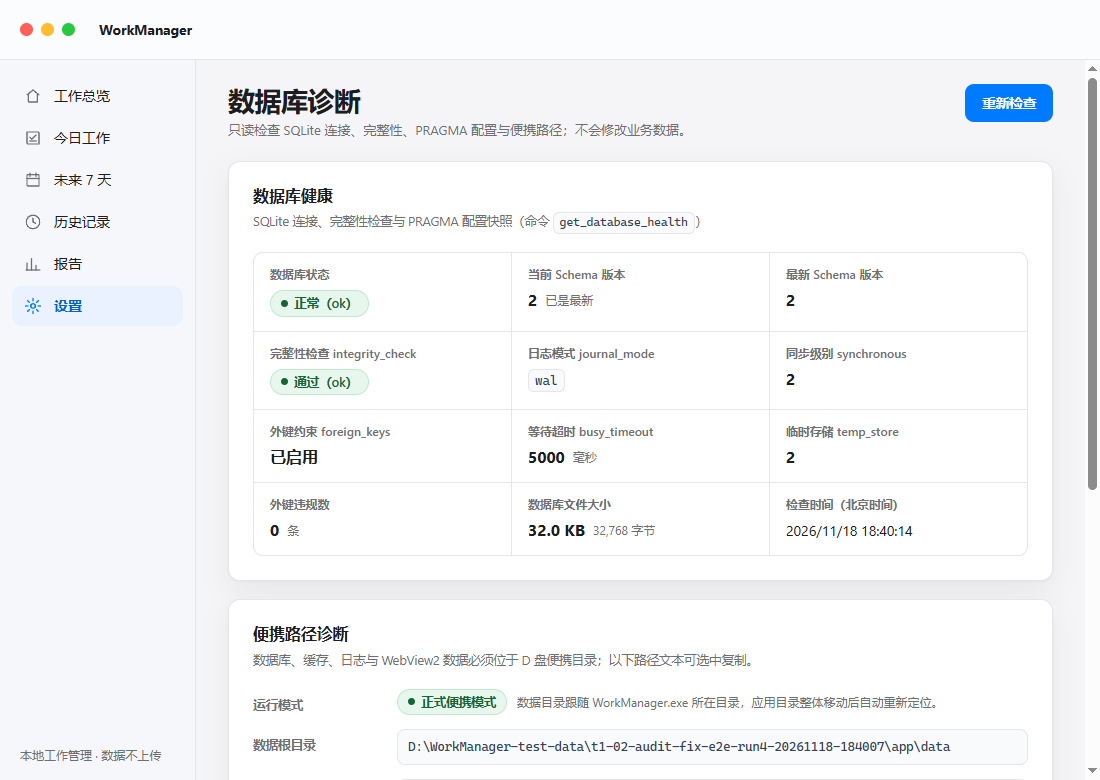 WorkManager
工作总览
今日工作
未来 7 天
历史记录
报告
设置
本地工作管理 · 数据不上传
数据库诊断
重新检查
只读检查 SQLite 连接、完整性、PRAGMA 配置与便携路径；不会修改业务数据。
数据库健康
SQLite 连接、完整性检查与 PRAGMA 配置快照（命令 get_database_health）
数据库状态
正常（ok）
当前 Schema 版本
2 已是最新
最新 Schema 版本
2
完整性检查 integrity_check
通过（ok）
日志模式 journal_mode
wal
同步级别 synchronous
2
外键约束 foreign_keys
已启用
等待超时 busy_timeout
5000 毫秒
临时存储 temp_store
2
外键违规数
0 条
数据库文件大小
32.0 KB 32,768 字节
检查时间（北京时间）
2026/11/18 18:40:14
便携路径诊断
数据库、缓存、日志与 WebView2 数据必须位于 D 盘便携目录；以下路径文本可选中复制。
运行模式
正式便携模式 数据目录跟随 WorkManager.exe 所在目录，应用目录整体移动后自动重新定位。
数据根目录
D:\WorkManager-test-data\t1-02-audit-fix-e2e-run4-20261118-184007\app\data